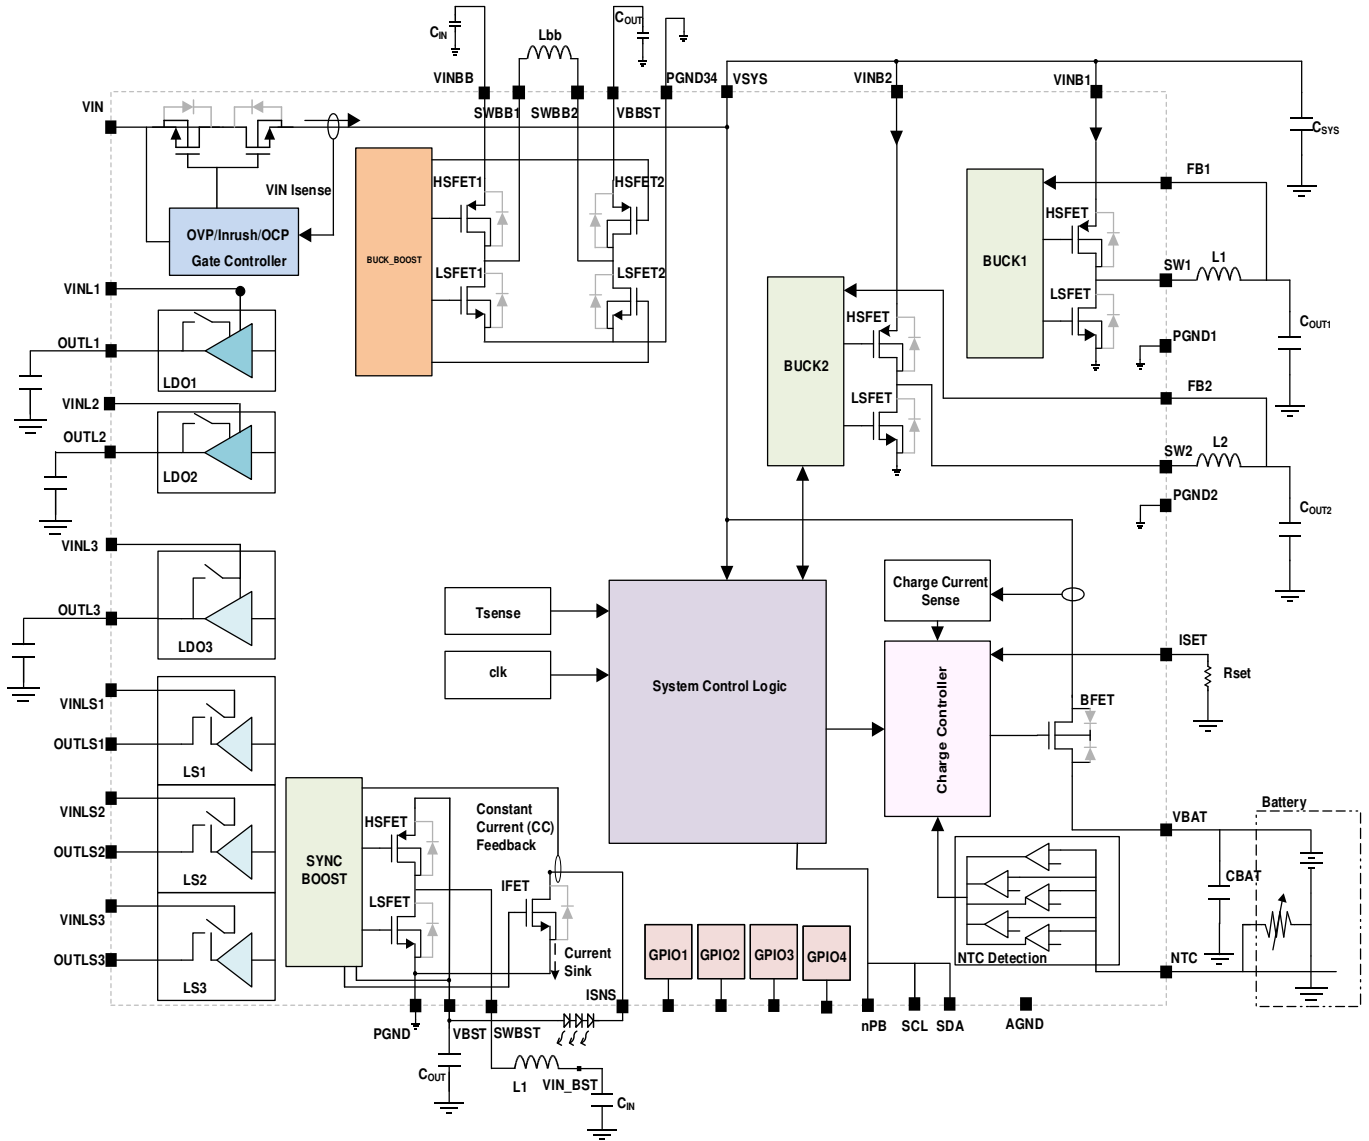 CIN
Lbb
COUT
VINBB
SWBB1
SWBB2
VBBST
PGND34
VSYS
VINB2
VINB1
CSYS
VIN
VIN Isense
OVP/Inrush/OCP
Gate Controller
BUCK_BOOST
HSFET1
HSFET2
LSFET1
LSFET2
BUCK1
HSFET
LSFET
FB1
SW1
L1
COUT1
PGND1
BUCK2
HSFET
LSFET
FB2
SW2
L2
COUT2
PGND2
VINL1
OUTL1
LDO1
VINL2
OUTL2
LDO2
VINL3
OUTL3
LDO3
VINLS1
OUTLS1
LS1
VINLS2
OUTLS2
LS2
VINLS3
OUTLS3
LS3
Tsense
clk
System Control Logic
Charge Current
Sense
Charge Controller
ISET
Rset
BFET
VBAT
Battery
CBAT
NTC
NTC Detection
SYNC
BOOST
HSFET
LSFET
Constant
Current (CC)
Feedback
IFET
Current
Sink
ISNS
GPIO1
GPIO2
GPIO3
GPIO4
PGND
VBST
SWBST
nPB
SCL
SDA
AGND
COUT
L1
VIN_BST
CIN